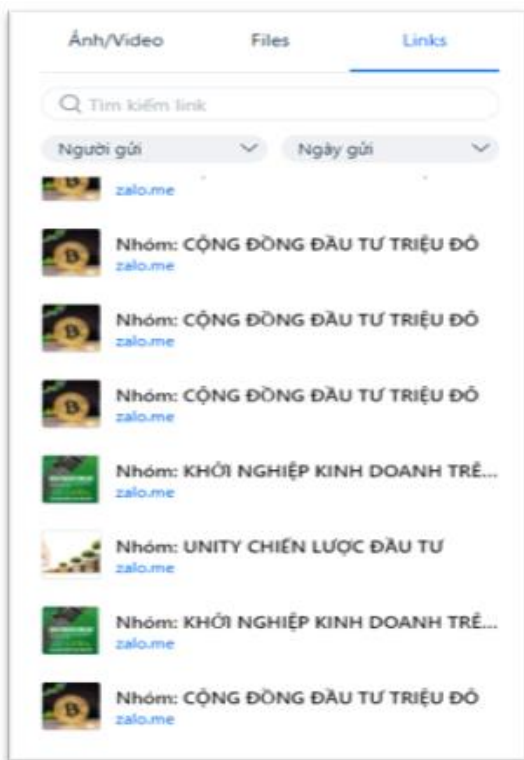 Ảnh/Video
Files
Links
Tìm kiếm link
Người gửi
Ngày gửi
zalo.me
Nhóm: CỘNG ĐỒNG ĐẦU TƯ TRIỆU ĐÔ
zalo.me
Nhóm: CỘNG ĐỒNG ĐẦU TƯ TRIỆU ĐÔ
zalo.me
Nhóm: CỘNG ĐỒNG ĐẦU TƯ TRIỆU ĐÔ
zalo.me
Nhóm: KHỞI NGHIỆP KINH DOANH TRÊ...
zalo.me
Nhóm: UNITY CHIẾN LƯỢC ĐẦU TƯ
zalo.me
Nhóm: KHỞI NGHIỆP KINH DOANH TRÊ...
zalo.me
Nhóm: CỘNG ĐỒNG ĐẦU TƯ TRIỆU ĐÔ
zalo.me